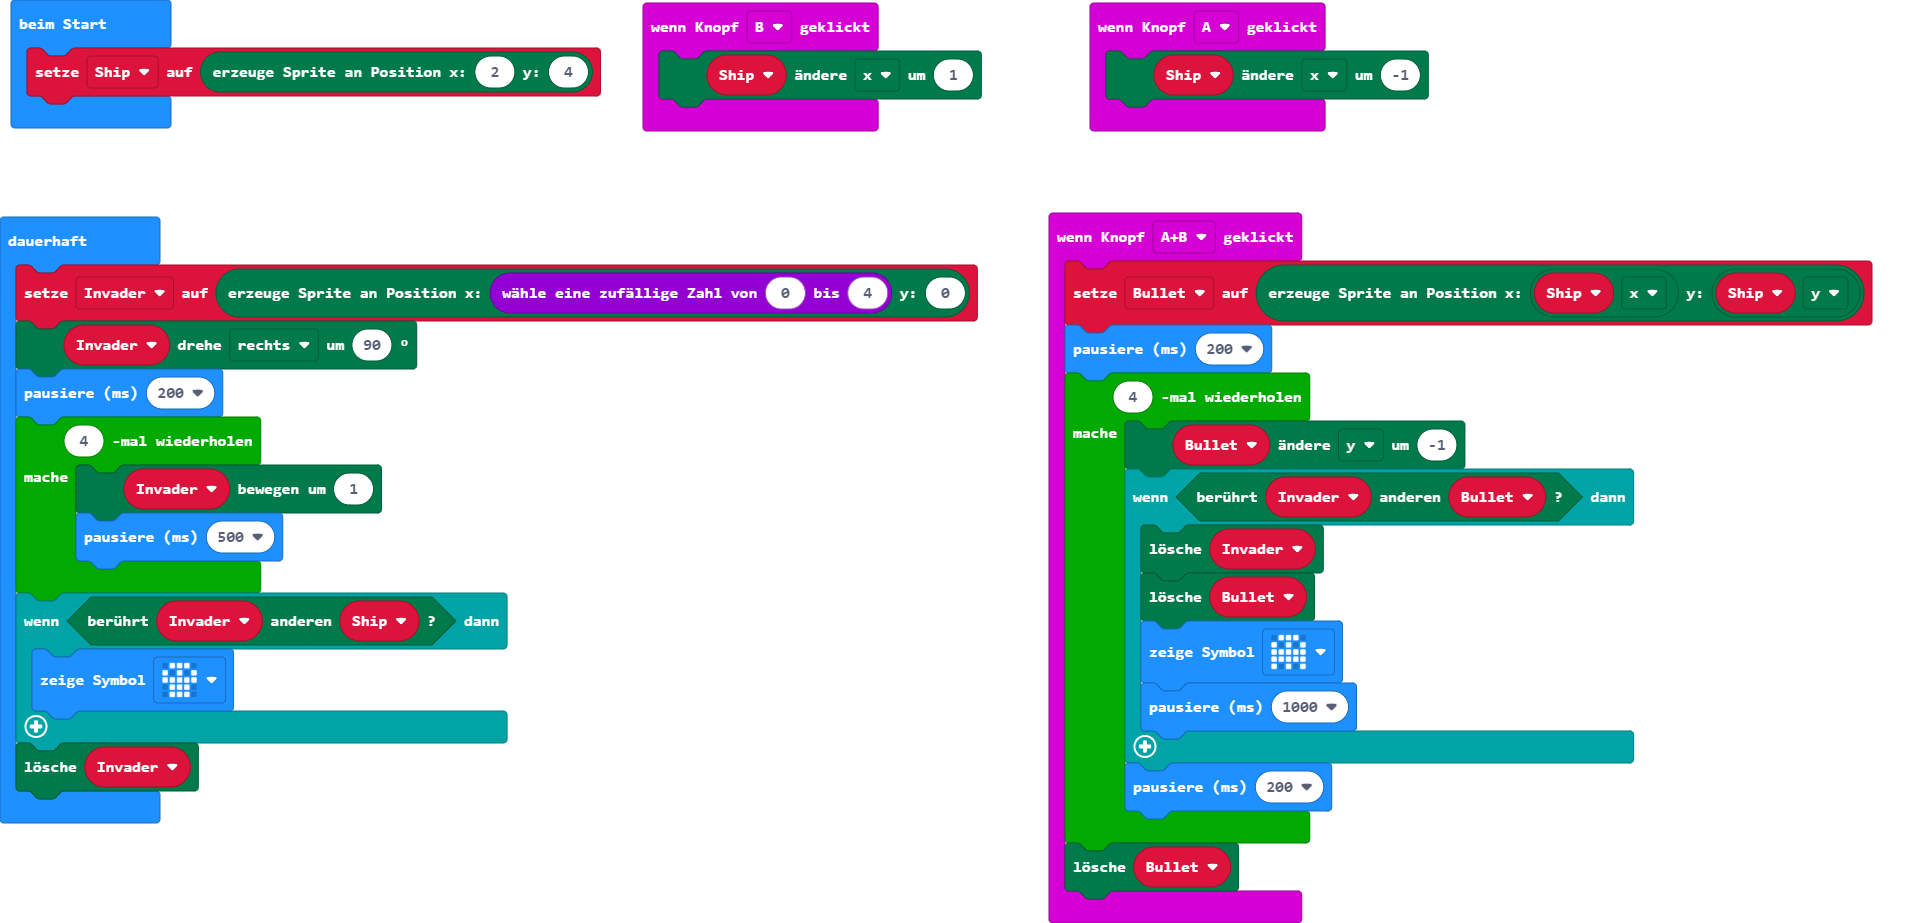 beim Start
setze Ship auf erzeuge Sprite an Position x: 2 y: 4
wenn Knopf B geklickt
Ship ändere x um 1
wenn Knopf A geklickt
Ship ändere x um -1
dauerhaft
setze Invader auf erzeuge Sprite an Position x: wähle eine zufällige Zahl von 0 bis 4 y: 0
Invader drehe rechts um 90 °
pausiere (ms) 200
4 -mal wiederholen
mache
Invader bewegen um 1
pausiere (ms) 500
wenn berührt Invader anderen Ship ? dann
zeige Symbol
lösche Invader
wenn Knopf A+B geklickt
setze Bullet auf erzeuge Sprite an Position x: Ship x y: Ship y
pausiere (ms) 200
4 -mal wiederholen
mache
Bullet ändere y um -1
wenn berührt Invader anderen Bullet ? dann
lösche Invader
lösche Bullet
zeige Symbol
pausiere (ms) 1000
pausiere (ms) 200
lösche Bullet